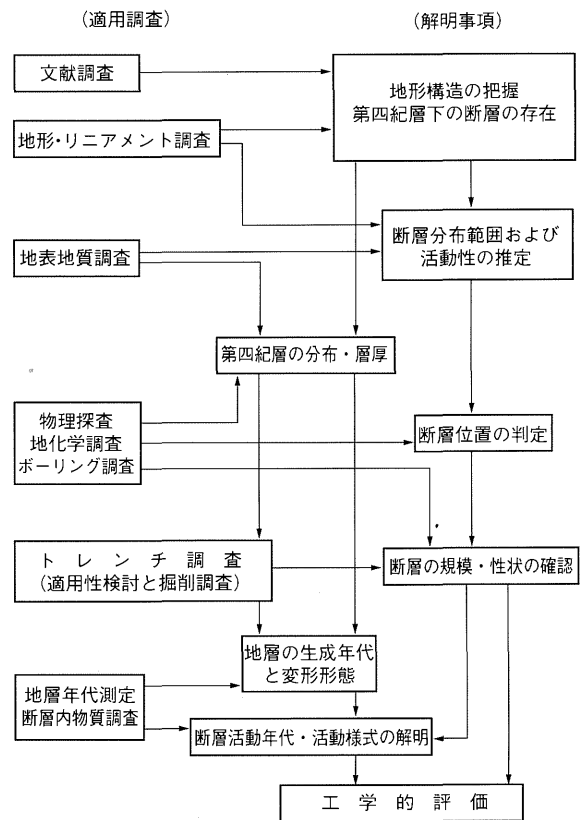 （適用調査）
（解明事項）
文献調査
地形構造の把握
第四紀層下の断層の存在
地形・リニアメント調査
断層分布範囲および
活動性の推定
地表地質調査
第四紀層の分布・層厚
物理探査
地化学調査
ボーリング調査
断層位置の判定
トレンチ調査
（適用性検討と掘削調査）
断層の規模・性状の確認
地層の生成年代
と変形形態
地層年代測定
断層内物質調査
断層活動年代・活動様式の解明
工学的評価